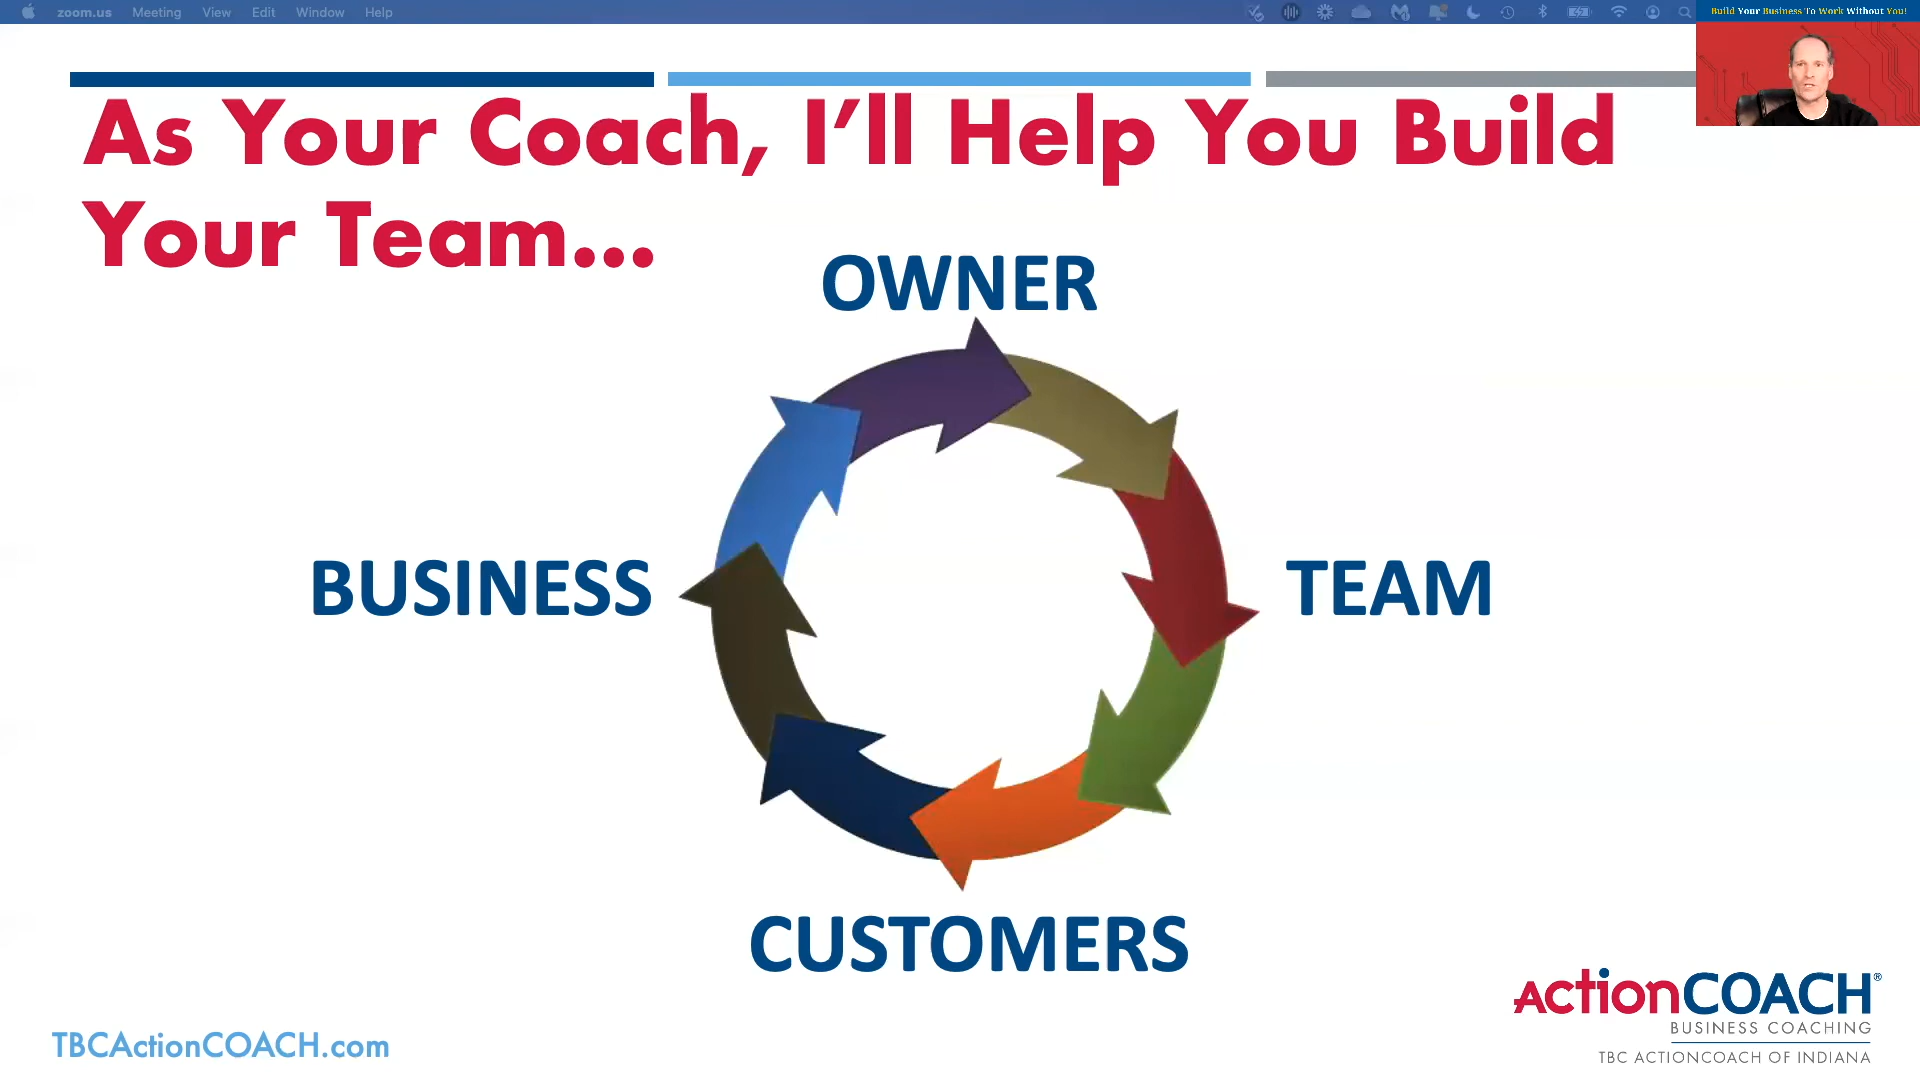 zoom.us Meeting View Edit Window Help
Build Your Business To Work Without You!
As Your Coach, I’ll Help You Build
Your Team...
OWNER
BUSINESS
TEAM
CUSTOMERS
ActionCOACH®
BUSINESS COACHING
TBC ACTIONCOACH OF INDIANA
TBCActionCOACH.com